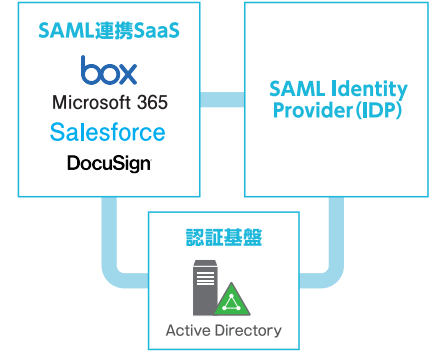 SAML連携SaaS
box
Microsoft 365
Salesforce
DocuSign
SAML Identity
Provider(IDP)
認証基盤
Active Directory